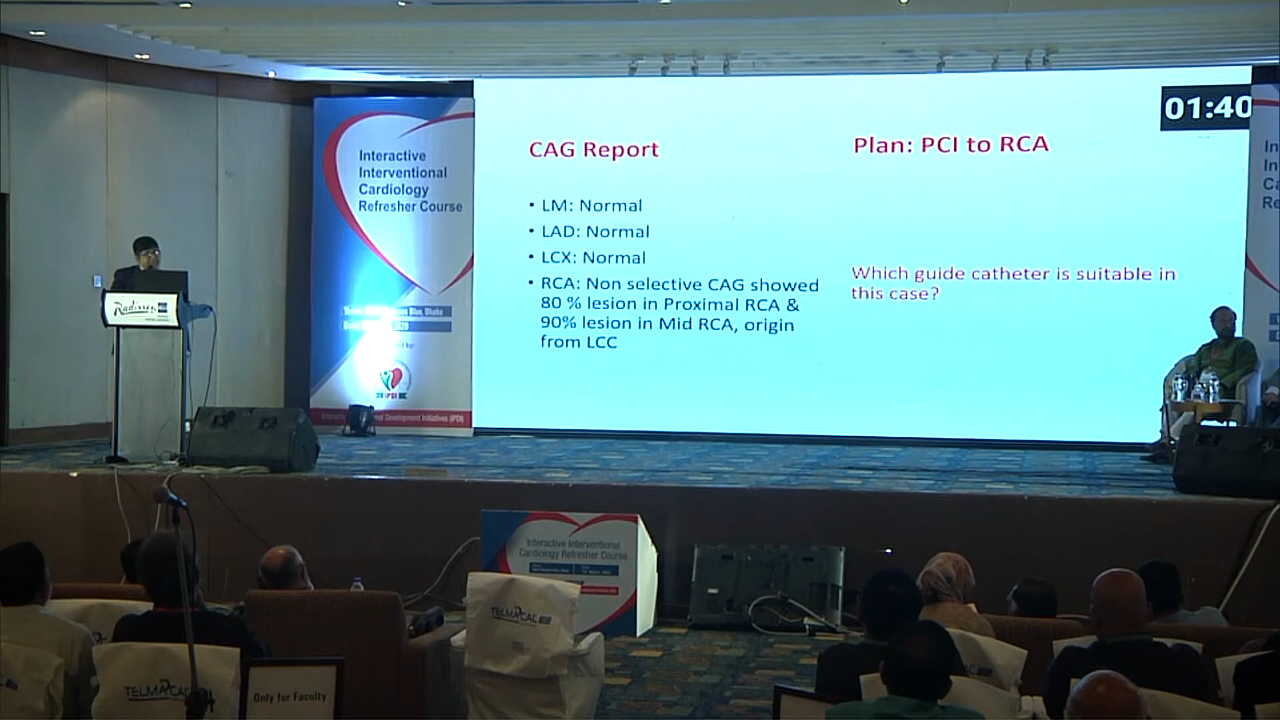 01:40
CAG Report
• LM: Normal
• LAD: Normal
• LCX: Normal
• RCA: Non selective CAG showed
80 % lesion in Proximal RCA &
90% lesion in Mid RCA, origin
from LCC
Plan: PCI to RCA
Which guide catheter is suitable in
this case?
Interactive
Interventional
Cardiology
Refresher Course
Radisson
Interactive Interventional
Cardiology Refresher Course
TELMACAL
TELMACAL
Only for Faculty